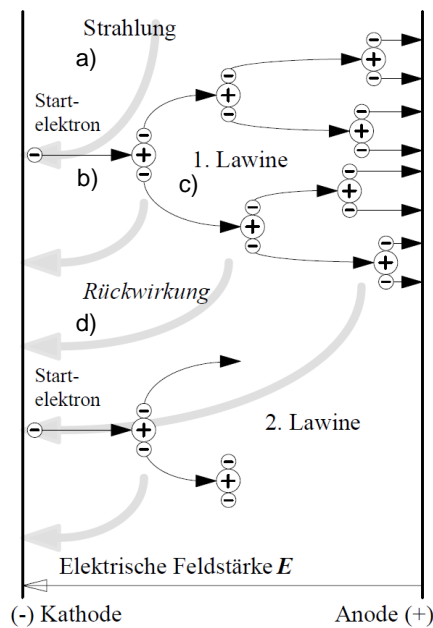 Strahlung
a)
Start-
elektron
b)
1. Lawine
c)
Rückwirkung
d)
Start-
elektron
2. Lawine
Elektrische Feldstärke E
(-) Kathode
Anode (+)